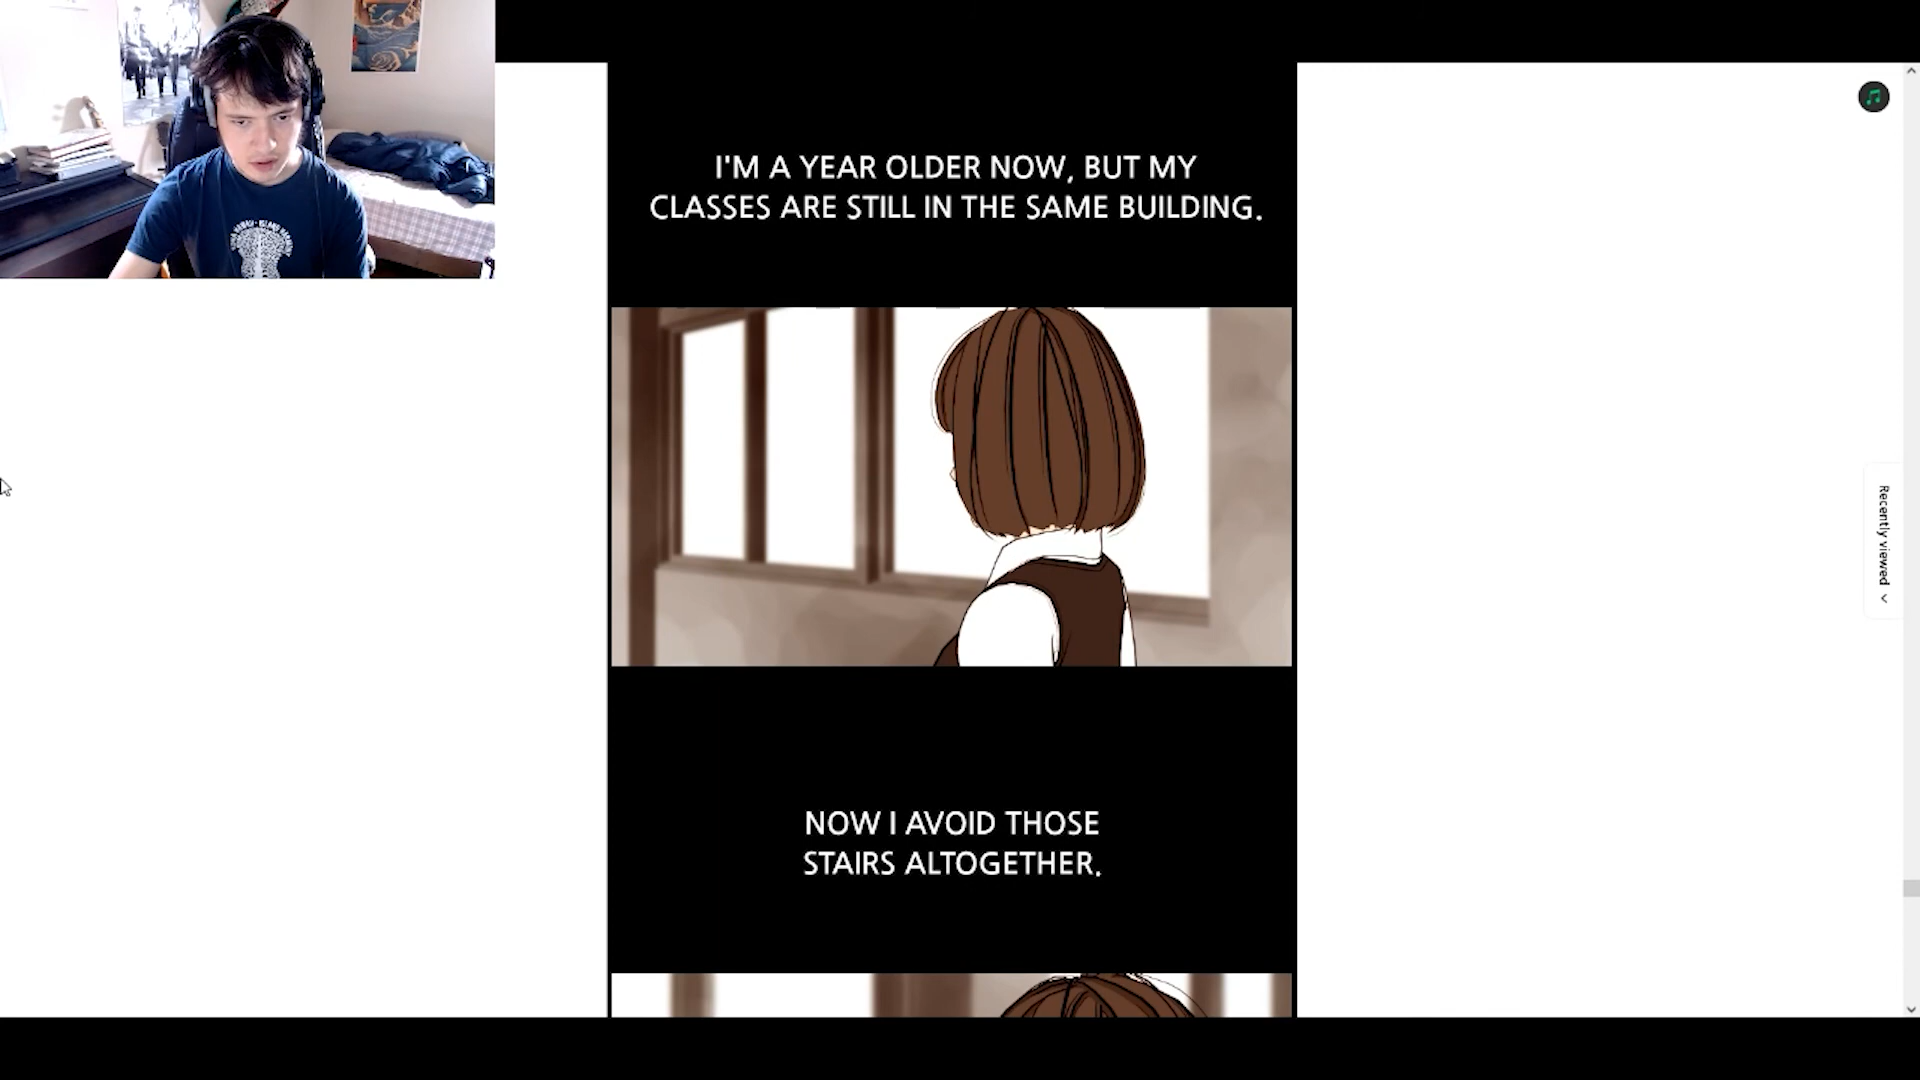 I'M A YEAR OLDER NOW, BUT MY
CLASSES ARE STILL IN THE SAME BUILDING.
Recently viewed
NOW I AVOID THOSE
STAIRS ALTOGETHER.